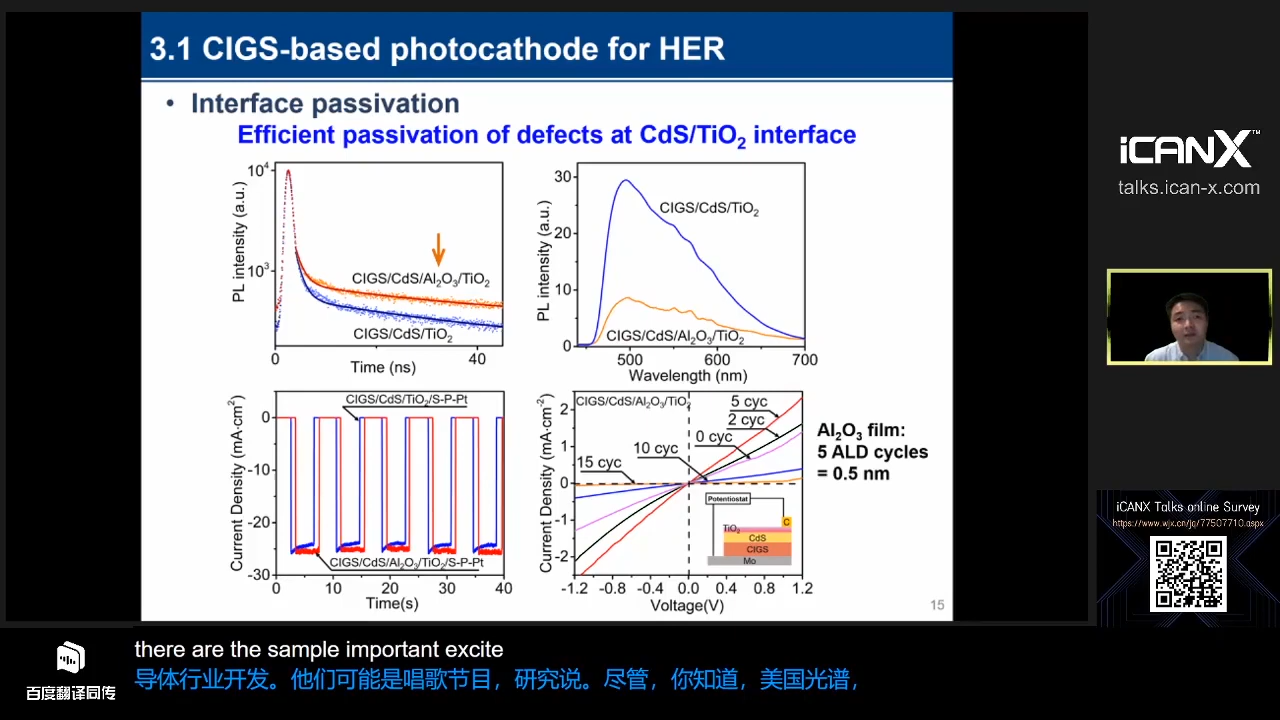 3.1 CIGS-based photocathode for HER
• Interface passivation
Efficient passivation of defects at CdS/TiO₂ interface
10⁴
10³
PL intensity (a.u.)
CIGS/CdS/Al₂O₃/TiO₂
CIGS/CdS/TiO₂
0
40
Time (ns)
30
20
10
0
PL intensity (a.u.)
CIGS/CdS/TiO₂
CIGS/CdS/Al₂O₃/TiO₂
500
600
700
Wavelength (nm)
CIGS/CdS/TiO₂/S-P-Pt
0
-10
-20
-30
Current Density (mA·cm²)
CIGS/CdS/Al₂O₃/TiO₂/S-P-Pt
0 10 20 30 40
Time(s)
CIGS/CdS/Al₂O₃/TiO₂
5 cyc
2 cyc
0 cyc
10 cyc
15 cyc
2
1
0
-1
-2
Current Density (mA·cm⁻²)
Potentiostat
C
TiO₂
CdS
CIGS
Mo
-1.2 -0.8 -0.4 0.0 0.4 0.8 1.2
Voltage(V)
Al₂O₃ film:
5 ALD cycles
= 0.5 nm
15
iCANX™
talks.ican-x.com
iCANX Talks online Survey
https://www.wjx.cn/jq/77507710.aspx
百度翻译同传
there are the sample important excite
导体行业开发。他们可能是唱歌节目，研究说。尽管，你知道，美国光谱，